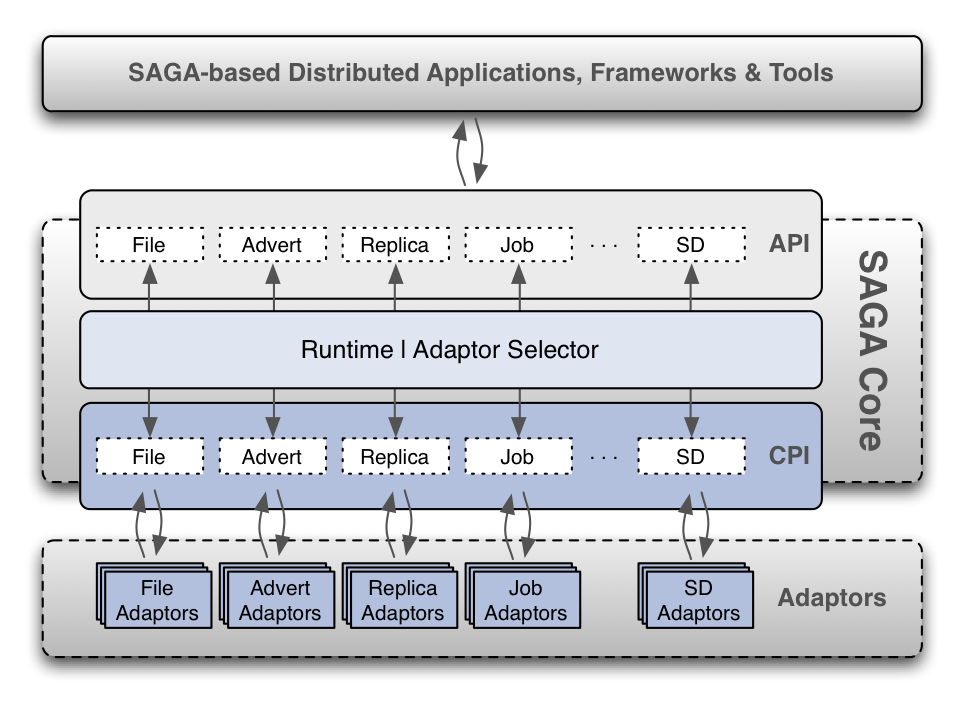 SAGA-based Distributed Applications, Frameworks & Tools
File Advert Replica Job . . . SD API
Runtime | Adaptor Selector
SAGA Core
File Advert Replica Job . . . SD CPI
File Adaptors
Advert Adaptors
Replica Adaptors
Job Adaptors
SD Adaptors
Adaptors